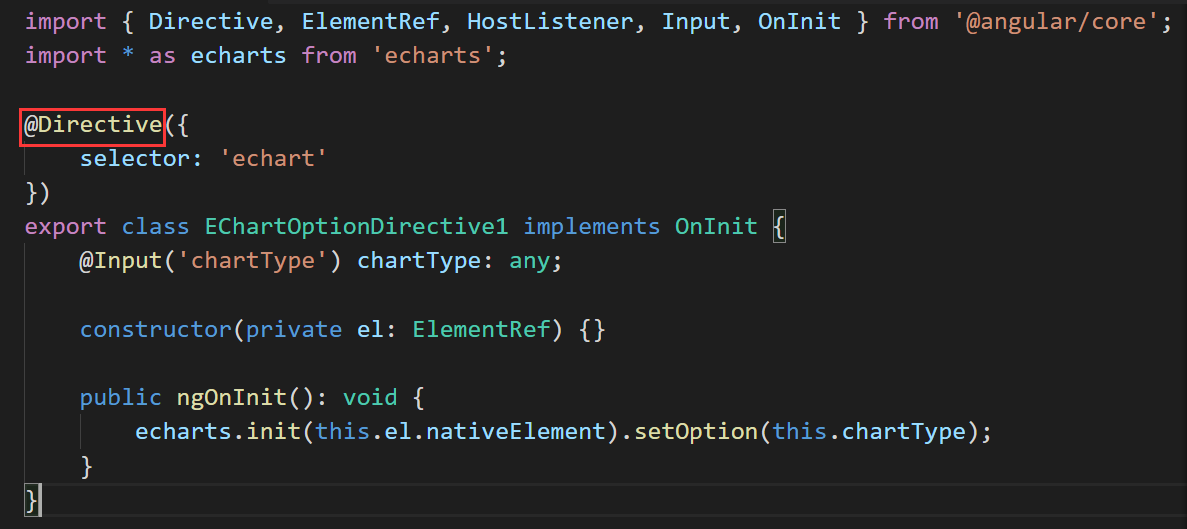 import { Directive, ElementRef, HostListener, Input, OnInit } from '@angular/core';
import * as echarts from 'echarts';
@Directive({
    selector: 'echart'
})
export class EChartOptionDirective1 implements OnInit {
    @Input('chartType') chartType: any;
    constructor(private el: ElementRef) {}
    public ngOnInit(): void {
        echarts.init(this.el.nativeElement).setOption(this.chartType);
    }
}